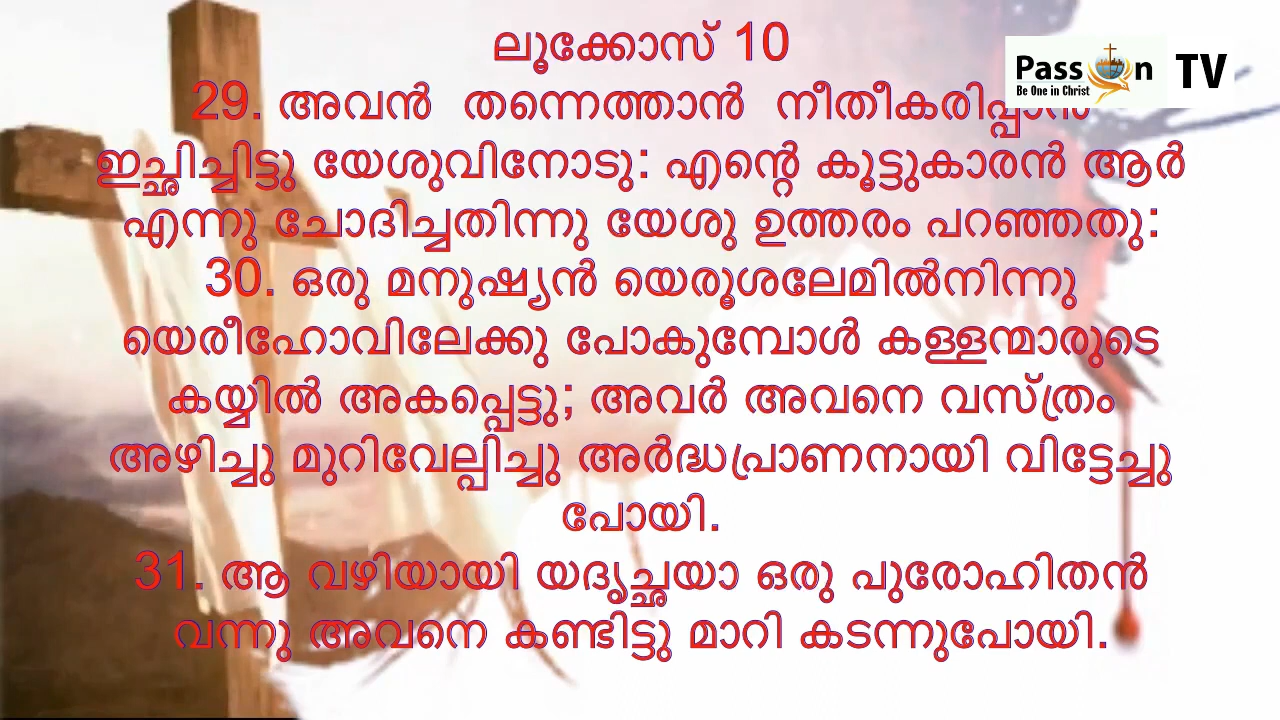 ലൂക്കോസ് 10
29. അവൻ തന്നെത്താൻ നീതീകരിപ്പാൻ
ഇച്ഛിച്ചിട്ടു യേശുവിനോടു: എന്റെ കൂട്ടുകാരൻ ആർ
എന്നു ചോദിച്ചതിന്നു യേശു ഉത്തരം പറഞ്ഞതു:
30. ഒരു മനുഷ്യൻ യെരൂശലേമിൽനിന്നു
യെരീഹോവിലേക്കു പോകുമ്പോൾ കള്ളന്മാരുടെ
കയ്യിൽ അകപ്പെട്ടു; അവർ അവനെ വസ്ത്രം
അഴിച്ചു മുറിവേല്പിച്ചു അർദ്ധപ്രാണനായി വിട്ടേച്ചു
പോയി.
31. ആ വഴിയായി യദൃച്ഛയാ ഒരു പുരോഹിതൻ
വന്നു അവനെ കണ്ടിട്ടു മാറി കടന്നുപോയി.
Passion TV
Be One in Christ